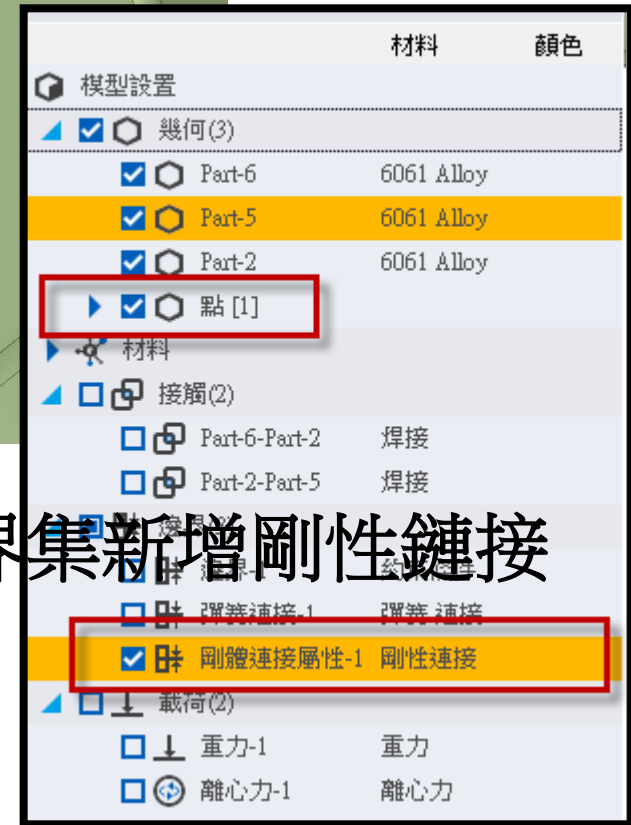 材料 顏色
模型設置
幾何(3)
Part-6 6061 Alloy
Part-5 6061 Alloy
Part-2 6061 Alloy
點 [1]
材料
接觸(2)
Part-6-Part-2 焊接
Part-2-Part-5 焊接
界集新增剛性鏈接
邊界-1
彈簧連接-1 彈簧 連接
剛體連接屬性-1 剛性連接
載荷(2)
重力-1 重力
離心力-1 離心力